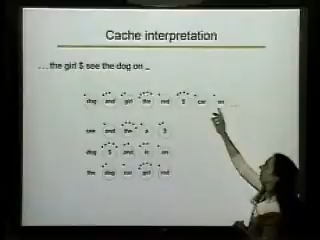 Cache interpretation
... the girl $ see the dog on _
dog and girl the red $ car on ...
see and the a $
dog $ and is on
the dog car girl red